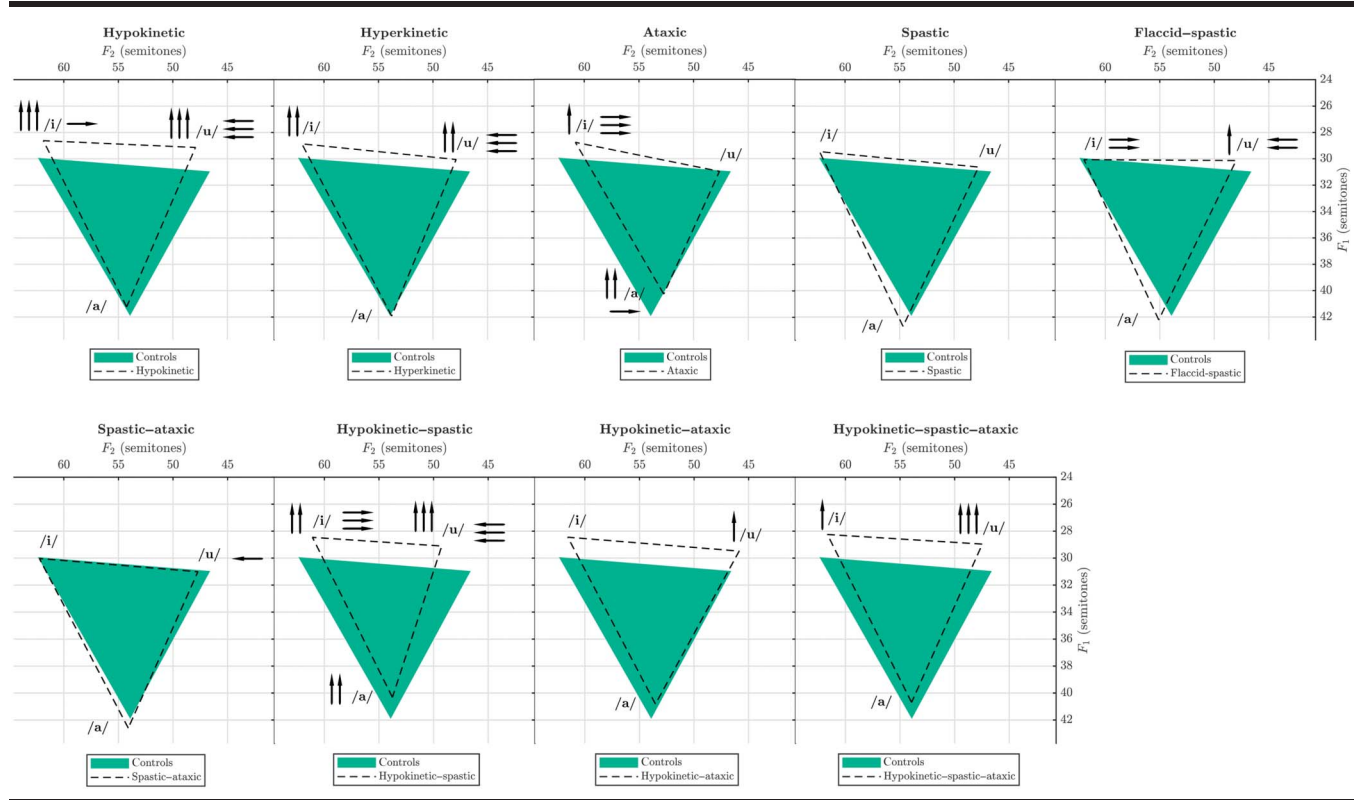 Hypokinetic
F2 (semitones)
60 55 50 45
/i/
/u/
/a/
Controls
Hypokinetic
Hyperkinetic
F2 (semitones)
60 55 50 45
/i/
/u/
/a/
Controls
Hyperkinetic
Ataxic
F2 (semitones)
60 55 50 45
/i/
/u/
/a/
Controls
Ataxic
Spastic
F2 (semitones)
60 55 50 45
/i/
/u/
/a/
Controls
Spastic
Flaccid–spastic
F2 (semitones)
60 55 50 45
/i/
/u/
/a/
Controls
Flaccid–spastic
24
26
28
30
32
34
36
38
40
42
F1 (semitones)
Spastic–ataxic
F2 (semitones)
60 55 50 45
/i/
/u/
/a/
Controls
Spastic–ataxic
Hypokinetic–spastic
F2 (semitones)
60 55 50 45
/i/
/u/
/a/
Controls
Hypokinetic–spastic
Hypokinetic–ataxic
F2 (semitones)
60 55 50 45
/i/
/u/
/a/
Controls
Hypokinetic–ataxic
Hypokinetic–spastic–ataxic
F2 (semitones)
60 55 50 45
/i/
/u/
/a/
Controls
Hypokinetic–spastic–ataxic
24
26
28
30
32
34
36
38
40
42
F1 (semitones)